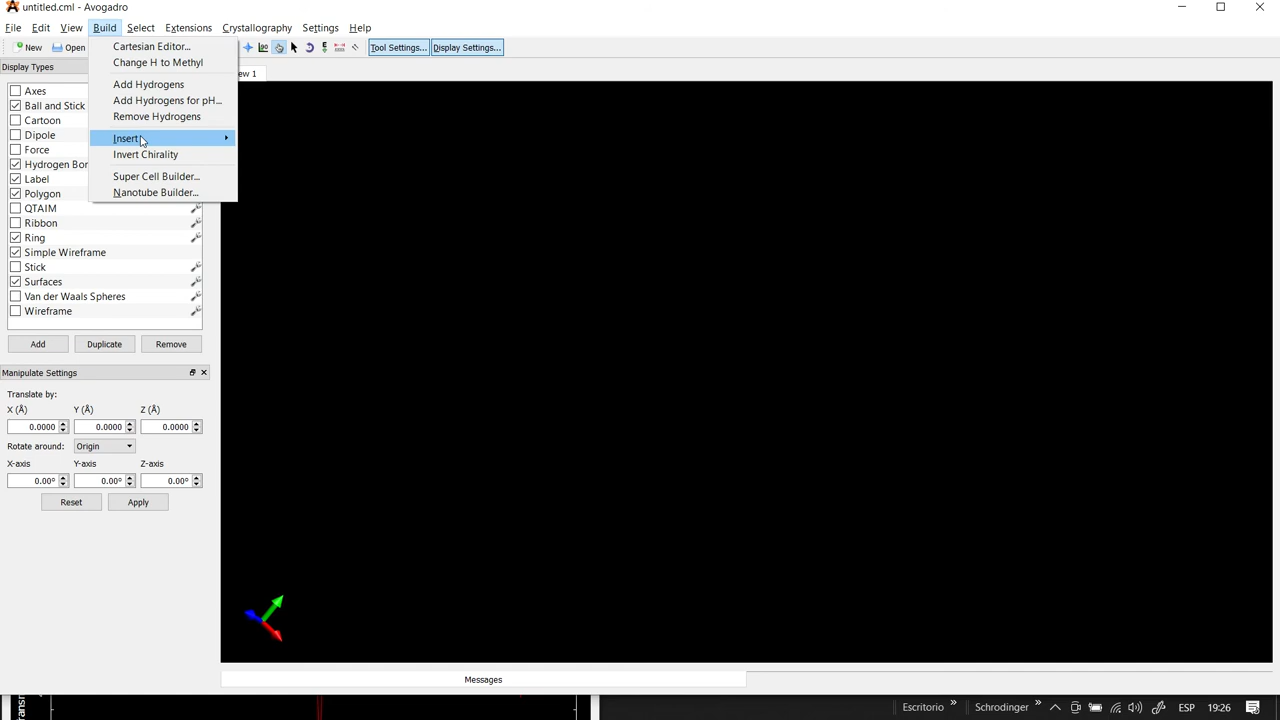 untitled.cml - Avogadro
File Edit View Build Select Extensions Crystallography Settings Help
New Open Tool Settings... Display Settings...
Display Types
Axes
Ball and Stick
Cartoon
Dipole
Force
Hydrogen Bor
Label
Polygon
QTAIM
Ribbon
Ring
Simple Wireframe
Stick
Surfaces
Van der Waals Spheres
Wireframe
Add Duplicate Remove
Cartesian Editor...
Change H to Methyl
Add Hydrogens
Add Hydrogens for pH...
Remove Hydrogens
Insert
Invert Chirality
Super Cell Builder...
Nanotube Builder...
ew 1
Manipulate Settings
Translate by:
X (Å) Y (Å) Z (Å)
0.0000 0.0000 0.0000
Rotate around: Origin
X-axis Y-axis Z-axis
0.00° 0.00° 0.00°
Reset Apply
Messages
Escritorio » Schrodinger » ESP 19:26